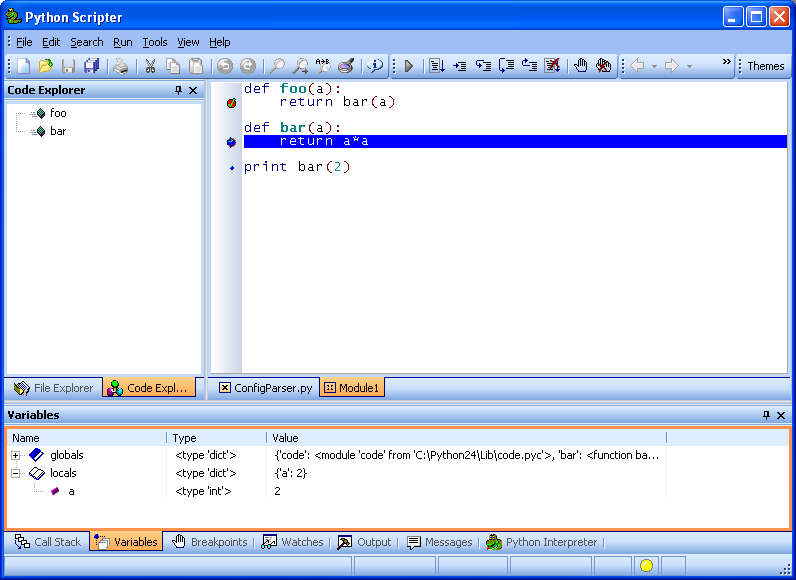 Python Scripter
File Edit Search Run Tools View Help
Themes
Code Explorer
foo
bar
def foo(a):
    return bar(a)
def bar(a):
    return a*a
print bar(2)
File Explorer Code Expl...
ConfigParser.py Module1
Variables
Name Type Value
globals <type 'dict'> {'code': <module 'code' from 'C:\Python24\Lib\code.pyc'>, 'bar': <function ba...
locals <type 'dict'> {'a': 2}
a <type 'int'> 2
Call Stack Variables Breakpoints Watches Output Messages Python Interpreter